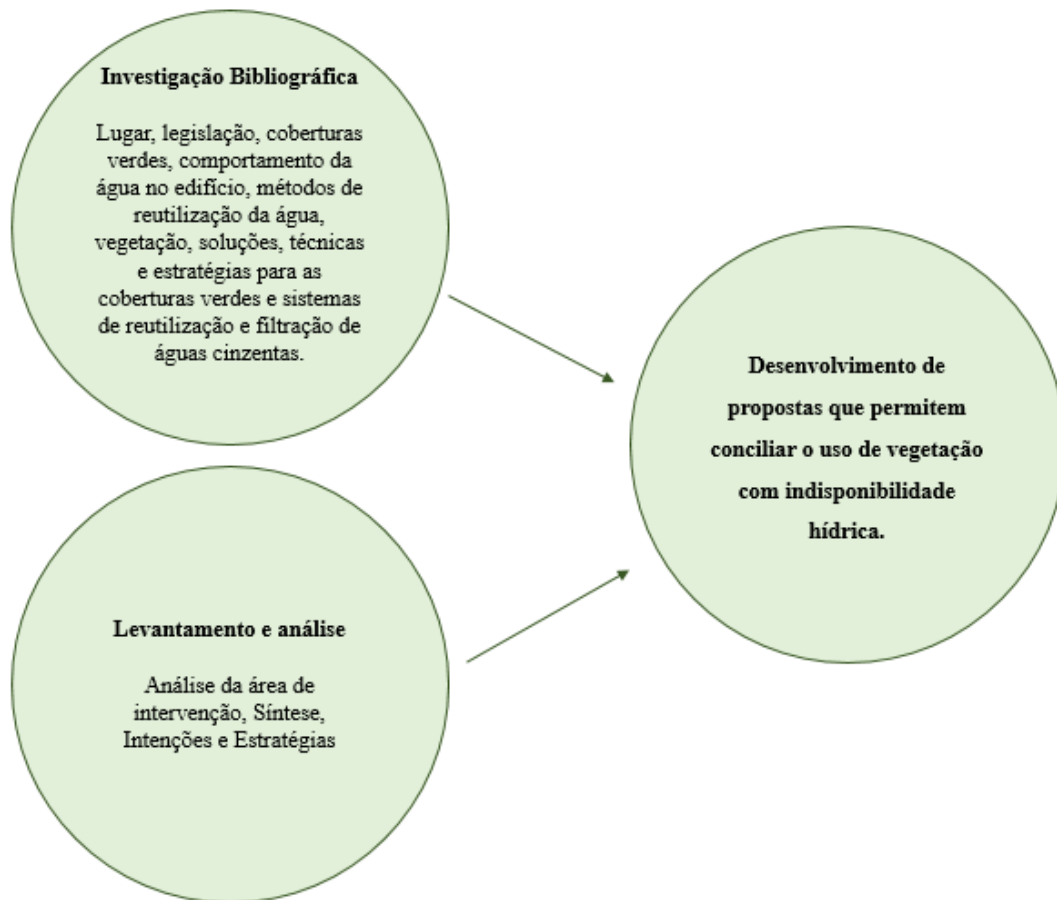 Investigação Bibliográfica
Lugar, legislação, coberturas
verdes, comportamento da
água no edifício, métodos de
reutilização da água,
vegetação, soluções, técnicas
e estratégias para as
coberturas verdes e sistemas
de reutilização e filtração de
águas cinzentas.
Levantamento e análise
Análise da área de
intervenção, Síntese,
Intenções e Estratégias
Desenvolvimento de
propostas que permitem
conciliar o uso de vegetação
com indisponibilidade
hídrica.